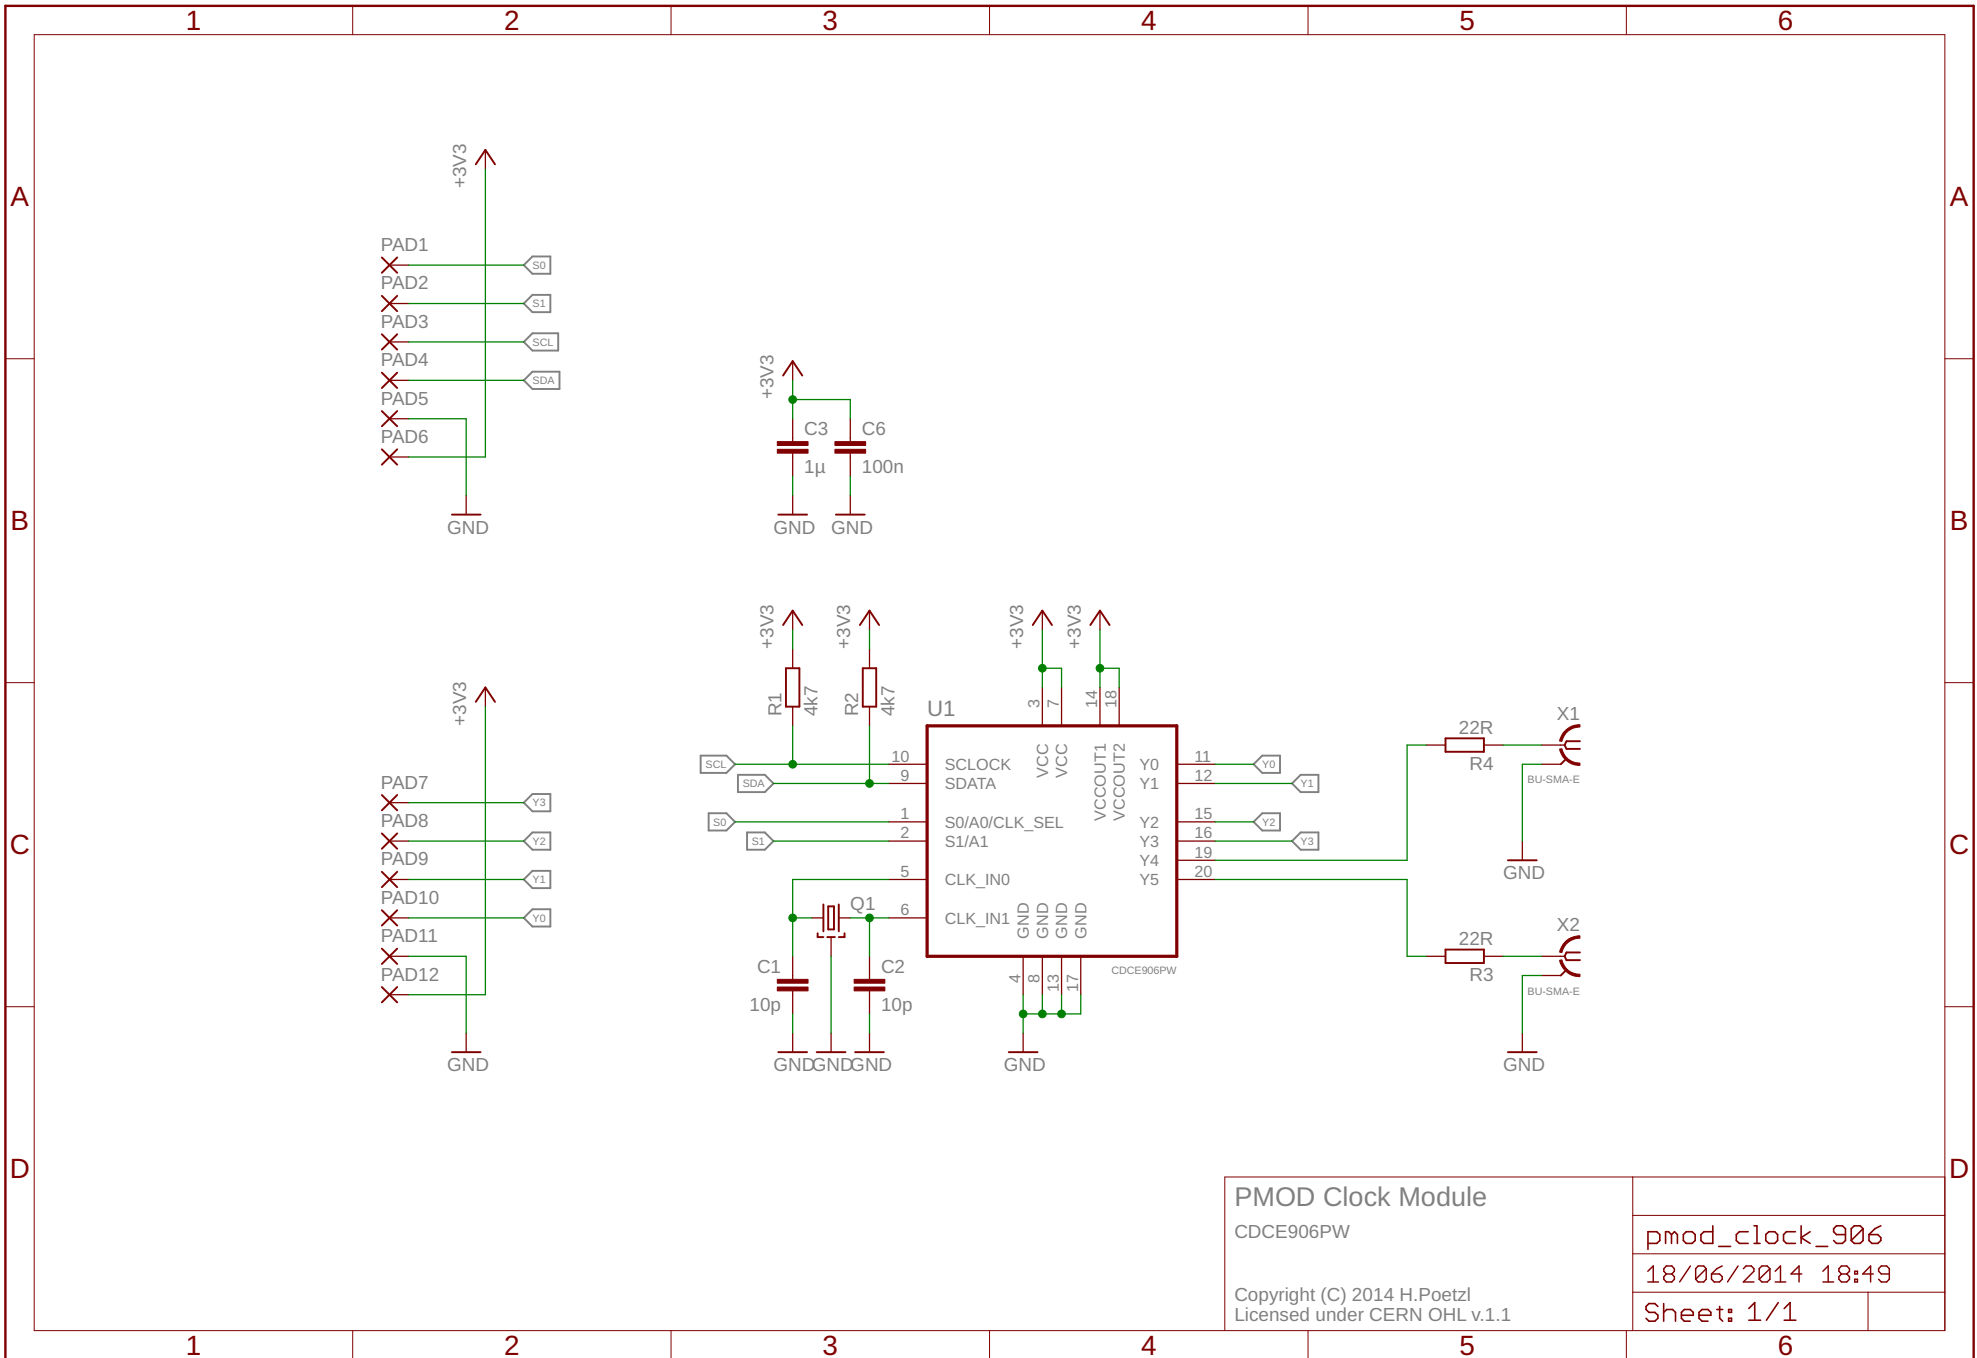 1 2 3 4 5 6
A A
+3V3
PAD1
S0
PAD2
S1
PAD3
SCL
PAD4
SDA
PAD5
PAD6
GND
+3V3
C3 C6
1µ 100n
GND GND
B B
+3V3 +3V3 +3V3 +3V3
R1 4k7 R2 4k7
3 7 14 18
U1
SCL 10 SCLOCK
SDA 9 SDATA
S0 1 S0/A0/CLK_SEL
S1 2 S1/A1
5 CLK_IN0
6 CLK_IN1
VCC VCC VCCOUT1 VCCOUT2
Y0 11 Y0
Y1 12 Y1
Y2 15 Y2
Y3 16 Y3
Y4 19
Y5 20
GND GND GND GND
4 8 13 17
CDCE906PW
GND
Q1
C1 C2
10p 10p
GND GND GND
22R
R4
X1
BU-SMA-E
GND
22R
R3
X2
BU-SMA-E
GND
C C
+3V3
PAD7
Y3
PAD8
Y2
PAD9
Y1
PAD10
Y0
PAD11
PAD12
GND
D D
PMOD Clock Module
CDCE906PW
Copyright (C) 2014 H.Poetzl
Licensed under CERN OHL v.1.1
pmod_clock_906
18/06/2014 18:49
Sheet: 1/1
1 2 3 4 5 6